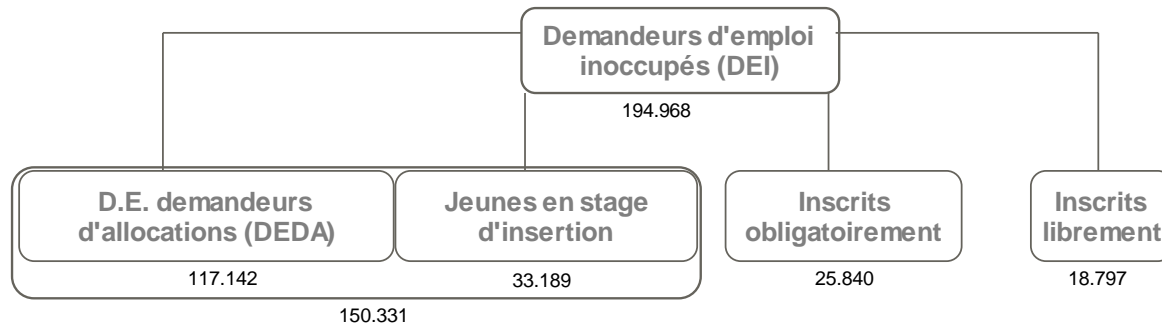 Demandeurs d'emploi
inoccupés (DEI)
194.968
D.E. demandeurs
d'allocations (DEDA)
117.142
Jeunes en stage
d'insertion
33.189
150.331
Inscrits
obligatoirement
25.840
Inscrits
librement
18.797